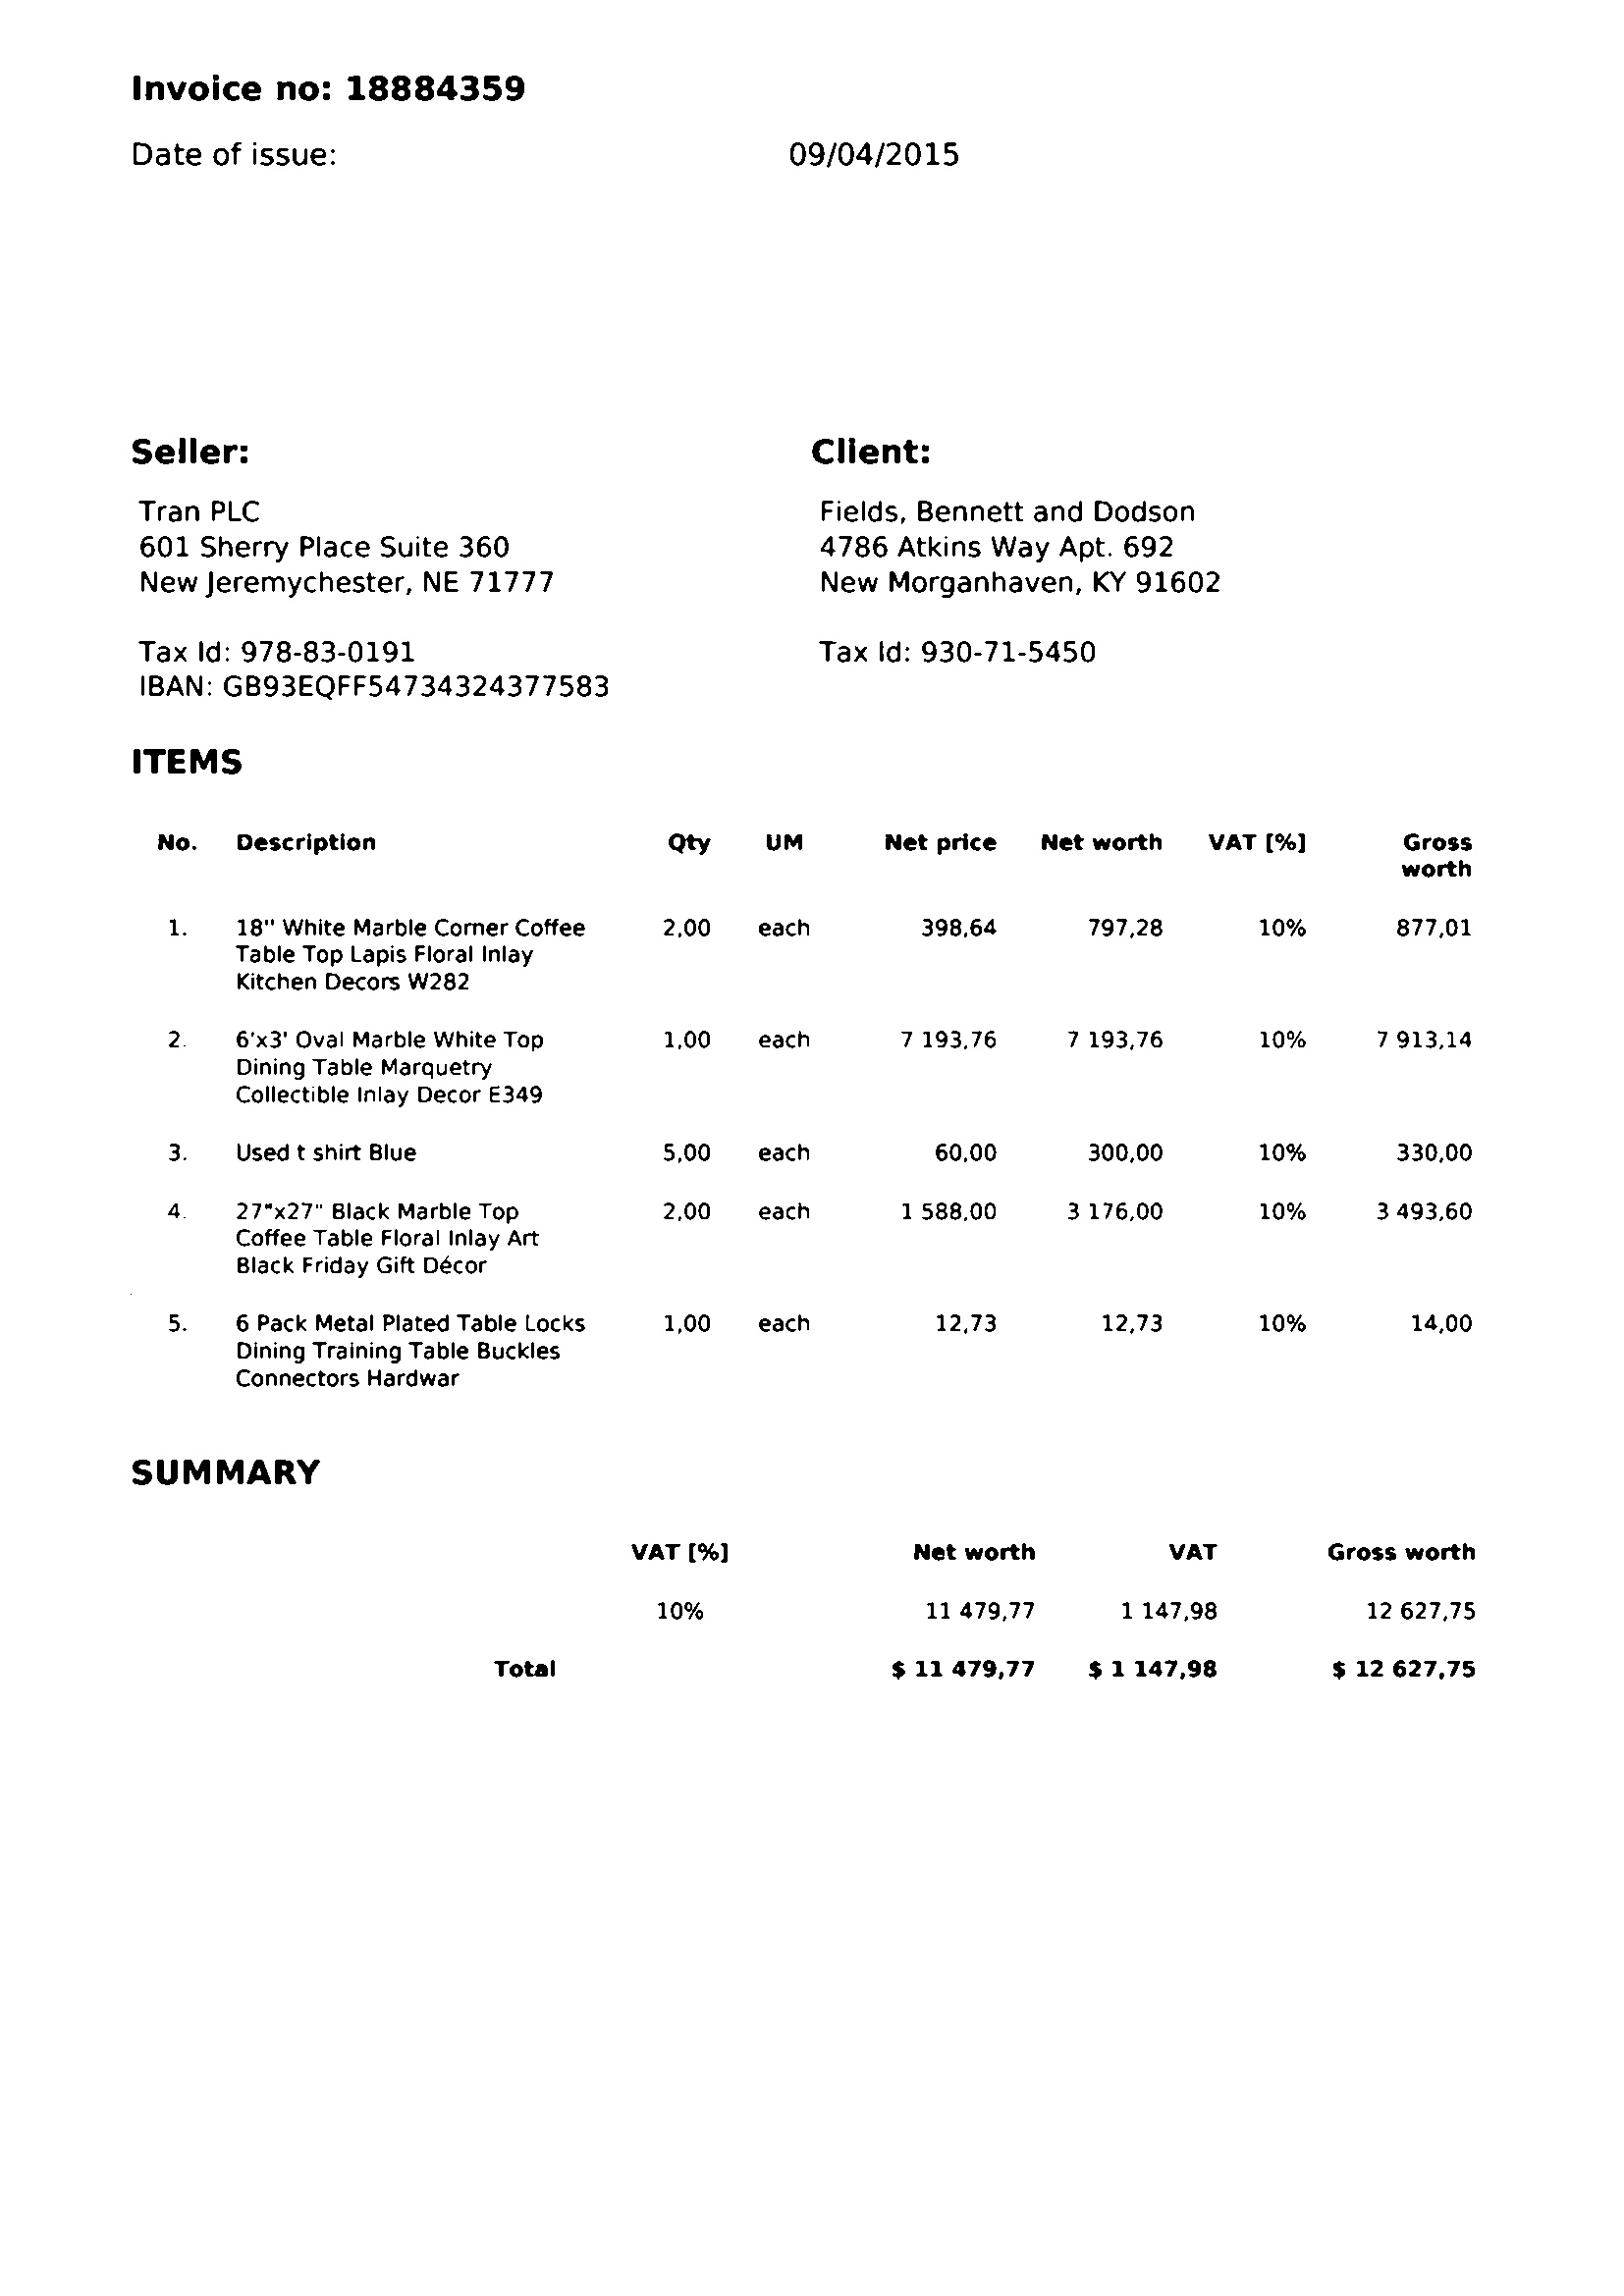 Invoice no: 18884359
Date of issue: 09/04/2015
Seller:
Tran PLC
601 Sherry Place Suite 360
New Jeremychester, NE 71777
Tax Id: 978-83-0191
IBAN: GB93EQFF54734324377583
Client:
Fields, Bennett and Dodson
4786 Atkins Way Apt. 692
New Morganhaven, KY 91602
Tax Id: 930-71-5450
ITEMS
No. Description Qty UM Net price Net worth VAT [%] Gross
worth
1. 18" White Marble Corner Coffee 2,00 each 398,64 797,28 10% 877,01
Table Top Lapis Floral Inlay
Kitchen Decors W282
2. 6'x3' Oval Marble White Top 1,00 each 7 193,76 7 193,76 10% 7 913,14
Dining Table Marquetry
Collectible Inlay Decor E349
3. Used t shirt Blue 5,00 each 60,00 300,00 10% 330,00
4. 27"x27" Black Marble Top 2,00 each 1 588,00 3 176,00 10% 3 493,60
Coffee Table Floral Inlay Art
Black Friday Gift Décor
5. 6 Pack Metal Plated Table Locks 1,00 each 12,73 12,73 10% 14,00
Dining Training Table Buckles
Connectors Hardwar
SUMMARY
VAT [%] Net worth VAT Gross worth
10% 11 479,77 1 147,98 12 627,75
Total $ 11 479,77 $ 1 147,98 $ 12 627,75